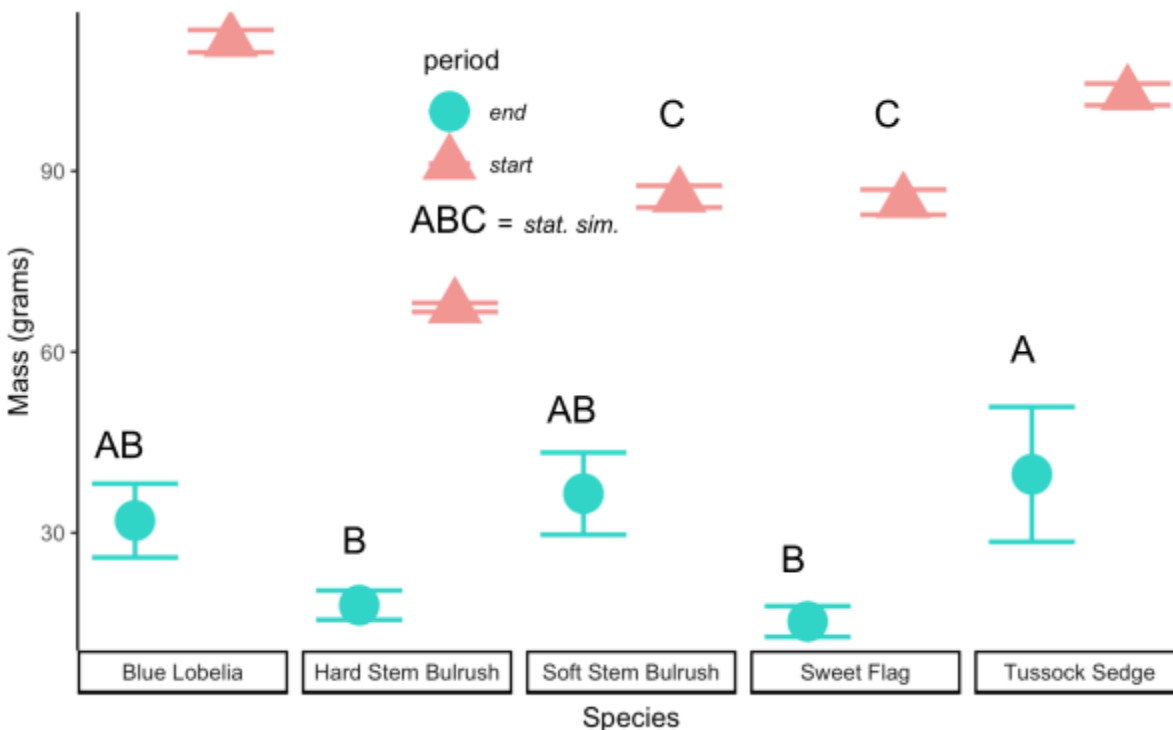 period
end
start
ABC = stat. sim.
C
C
A
AB
AB
B
B
90
60
30
Mass (grams)
Blue Lobelia
Hard Stem Bulrush
Soft Stem Bulrush
Sweet Flag
Tussock Sedge
Species